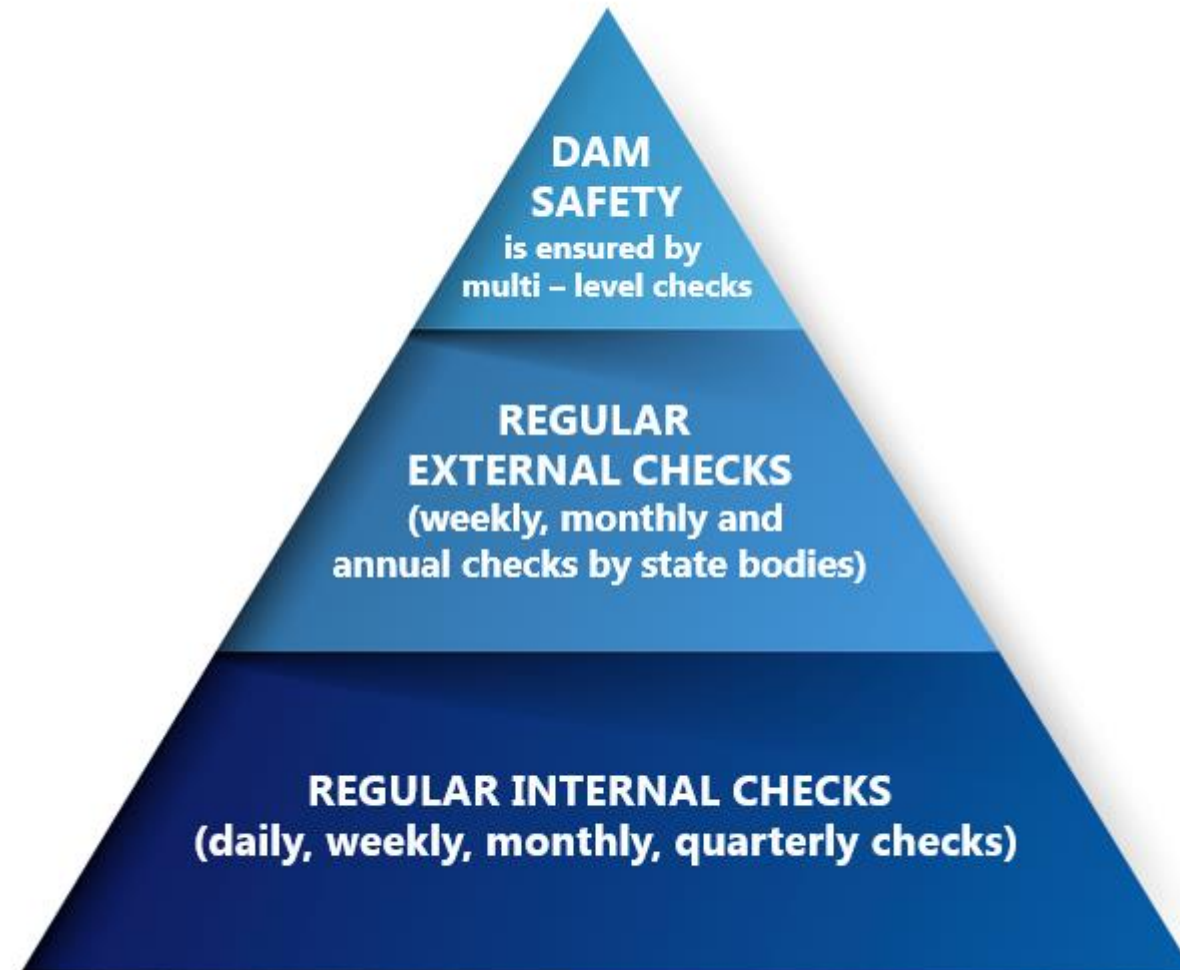 DAM
SAFETY
is ensured by
multi – level checks
REGULAR
EXTERNAL CHECKS
(weekly, monthly and
annual checks by state bodies)
REGULAR INTERNAL CHECKS
(daily, weekly, monthly, quarterly checks)